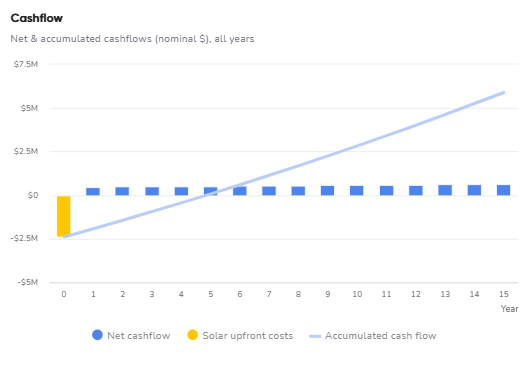 Cashflow
Net & accumulated cashflows (nominal $), all years
$7.5M
$5M
$2.5M
$0
-$2.5M
-$5M
0 1 2 3 4 5 6 7 8 9 10 11 12 13 14 15
Year
Net cashflow Solar upfront costs Accumulated cash flow